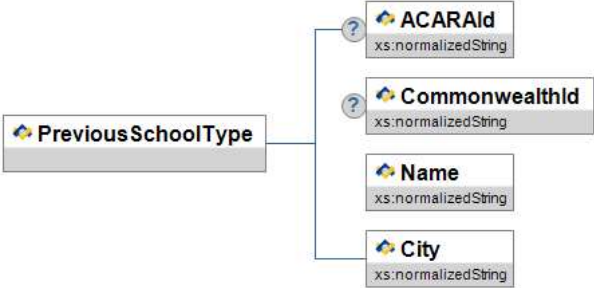 ACARAId
xs:normalizedString
?
CommonwealthId
xs:normalizedString
?
PreviousSchoolType
Name
xs:normalizedString
City
xs:normalizedString